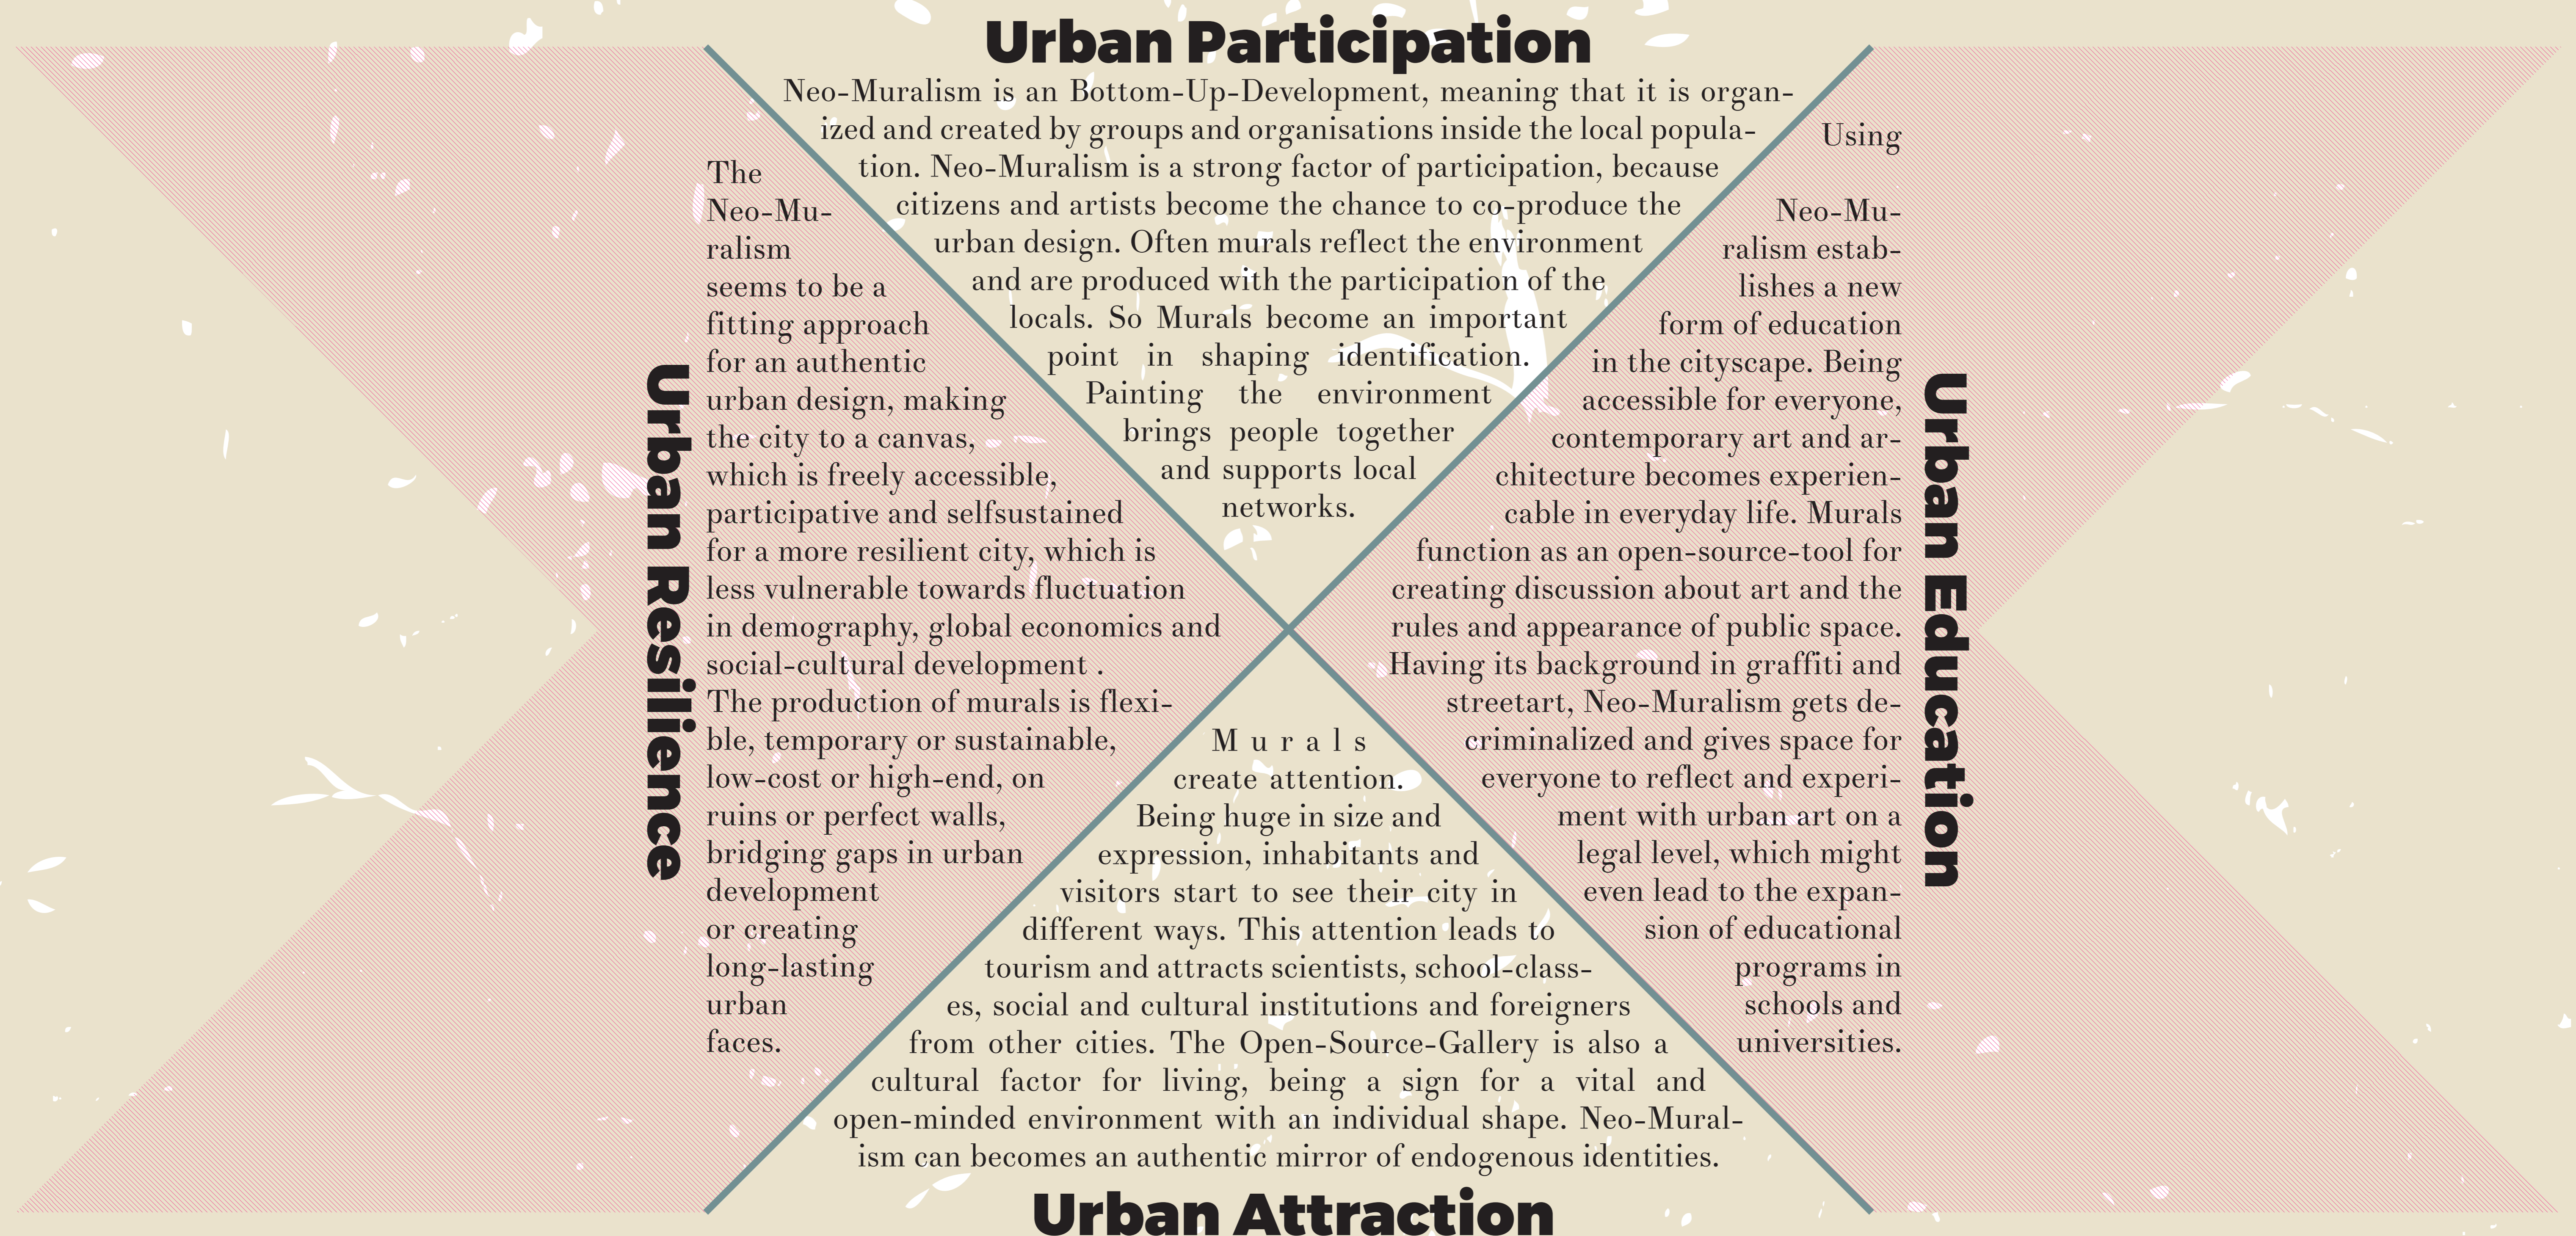 Urban Participation
Neo-Muralism is an Bottom-Up-Development, meaning that it is organ-
ized and created by groups and organisations inside the local popula-
tion. Neo-Muralism is a strong factor of participation, because
citizens and artists become the chance to co-produce the
urban design. Often murals reflect the environment
and are produced with the participation of the
locals. So Murals become an important
point in shaping identification.
Painting the environment
brings people together
and supports local
networks.
Urban Resilience
The
Neo-Mu-
ralism
seems to be a
fitting approach
for an authentic
urban design, making
the city to a canvas,
which is freely accessible,
participative and selfsustained
for a more resilient city, which is
less vulnerable towards fluctuation
in demography, global economics and
social-cultural development .
The production of murals is flexi-
ble, temporary or sustainable,
low-cost or high-end, on
ruins or perfect walls,
bridging gaps in urban
development
or creating
long-lasting
urban
faces.
Using
Neo-Mu-
ralism estab-
lishes a new
form of education
in the cityscape. Being
accessible for everyone,
contemporary art and ar-
chitecture becomes experien-
cable in everyday life. Murals
function as an open-source-tool for
creating discussion about art and the
rules and appearance of public space.
Having its background in graffiti and
streetart, Neo-Muralism gets de-
criminalized and gives space for
everyone to reflect and experi-
ment with urban art on a
legal level, which might
even lead to the expan-
sion of educational
programs in
schools and
universities.
Urban Education
Murals
create attention.
Being huge in size and
expression, inhabitants and
visitors start to see their city in
different ways. This attention leads to
tourism and attracts scientists, school-class-
es, social and cultural institutions and foreigners
from other cities. The Open-Source-Gallery is also a
cultural factor for living, being a sign for a vital and
open-minded environment with an individual shape. Neo-Mural-
ism can becomes an authentic mirror of endogenous identities.
Urban Attraction